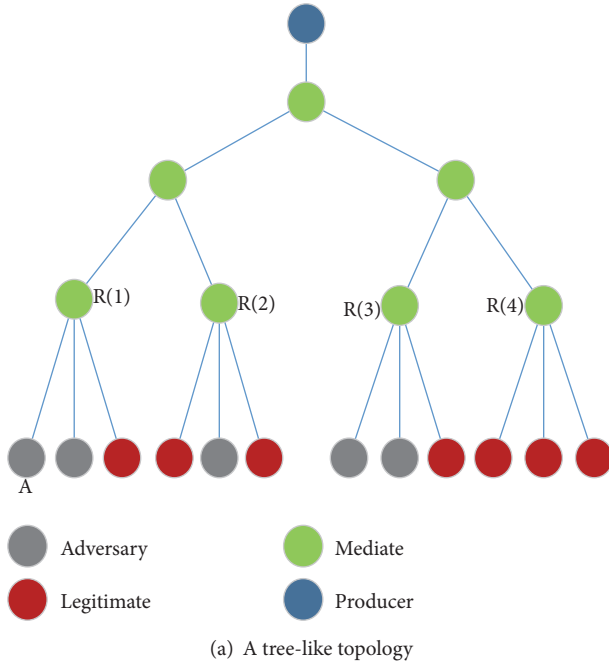 R(1)
R(2)
R(3)
R(4)
A
Adversary
Mediate
Legitimate
Producer
(a) A tree-like topology